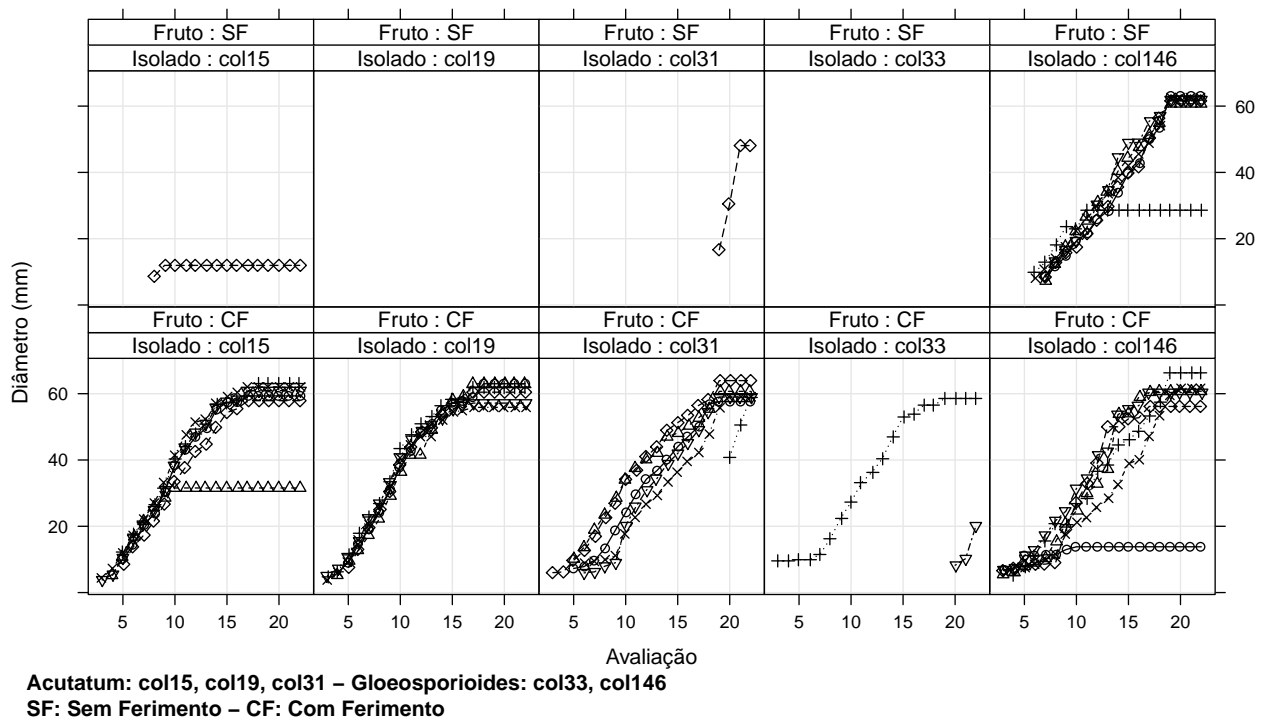 Fruto : SF Fruto : SF Fruto : SF Fruto : SF Fruto : SF
Isolado : col15 Isolado : col19 Isolado : col31 Isolado : col33 Isolado : col146
60
40
20
Fruto : CF Fruto : CF Fruto : CF Fruto : CF Fruto : CF
Isolado : col15 Isolado : col19 Isolado : col31 Isolado : col33 Isolado : col146
Diâmetro (mm)
60
40
20
5 10 15 20 5 10 15 20 5 10 15 20 5 10 15 20 5 10 15 20
Avaliação
Acutatum: col15, col19, col31 − Gloeosporioides: col33, col146
SF: Sem Ferimento − CF: Com Ferimento